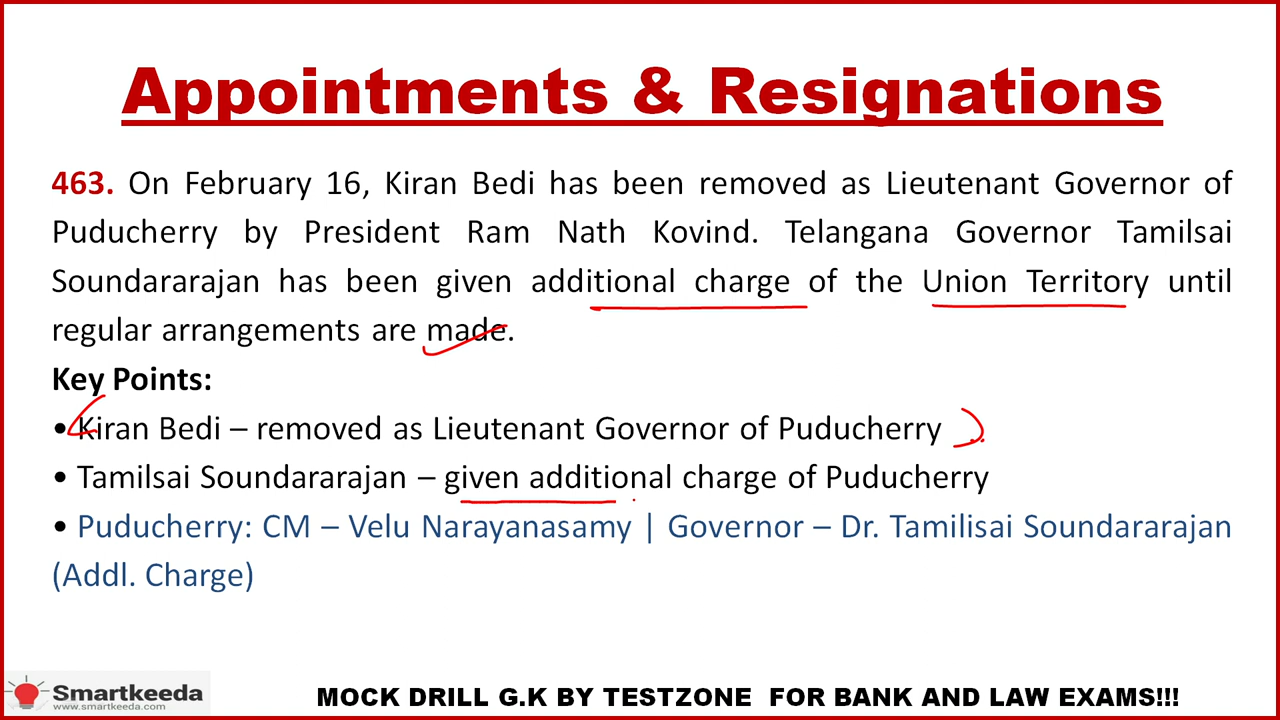 Appointments & Resignations
463. On February 16, Kiran Bedi has been removed as Lieutenant Governor of
Puducherry by President Ram Nath Kovind. Telangana Governor Tamilsai
Soundararajan has been given additional charge of the Union Territory until
regular arrangements are made.
Key Points:
• Kiran Bedi – removed as Lieutenant Governor of Puducherry
• Tamilsai Soundararajan – given additional charge of Puducherry
• Puducherry: CM – Velu Narayanasamy | Governor – Dr. Tamilisai Soundararajan
(Addl. Charge)
Smartkeeda
www.smartkeeda.com
MOCK DRILL G.K BY TESTZONE FOR BANK AND LAW EXAMS!!!